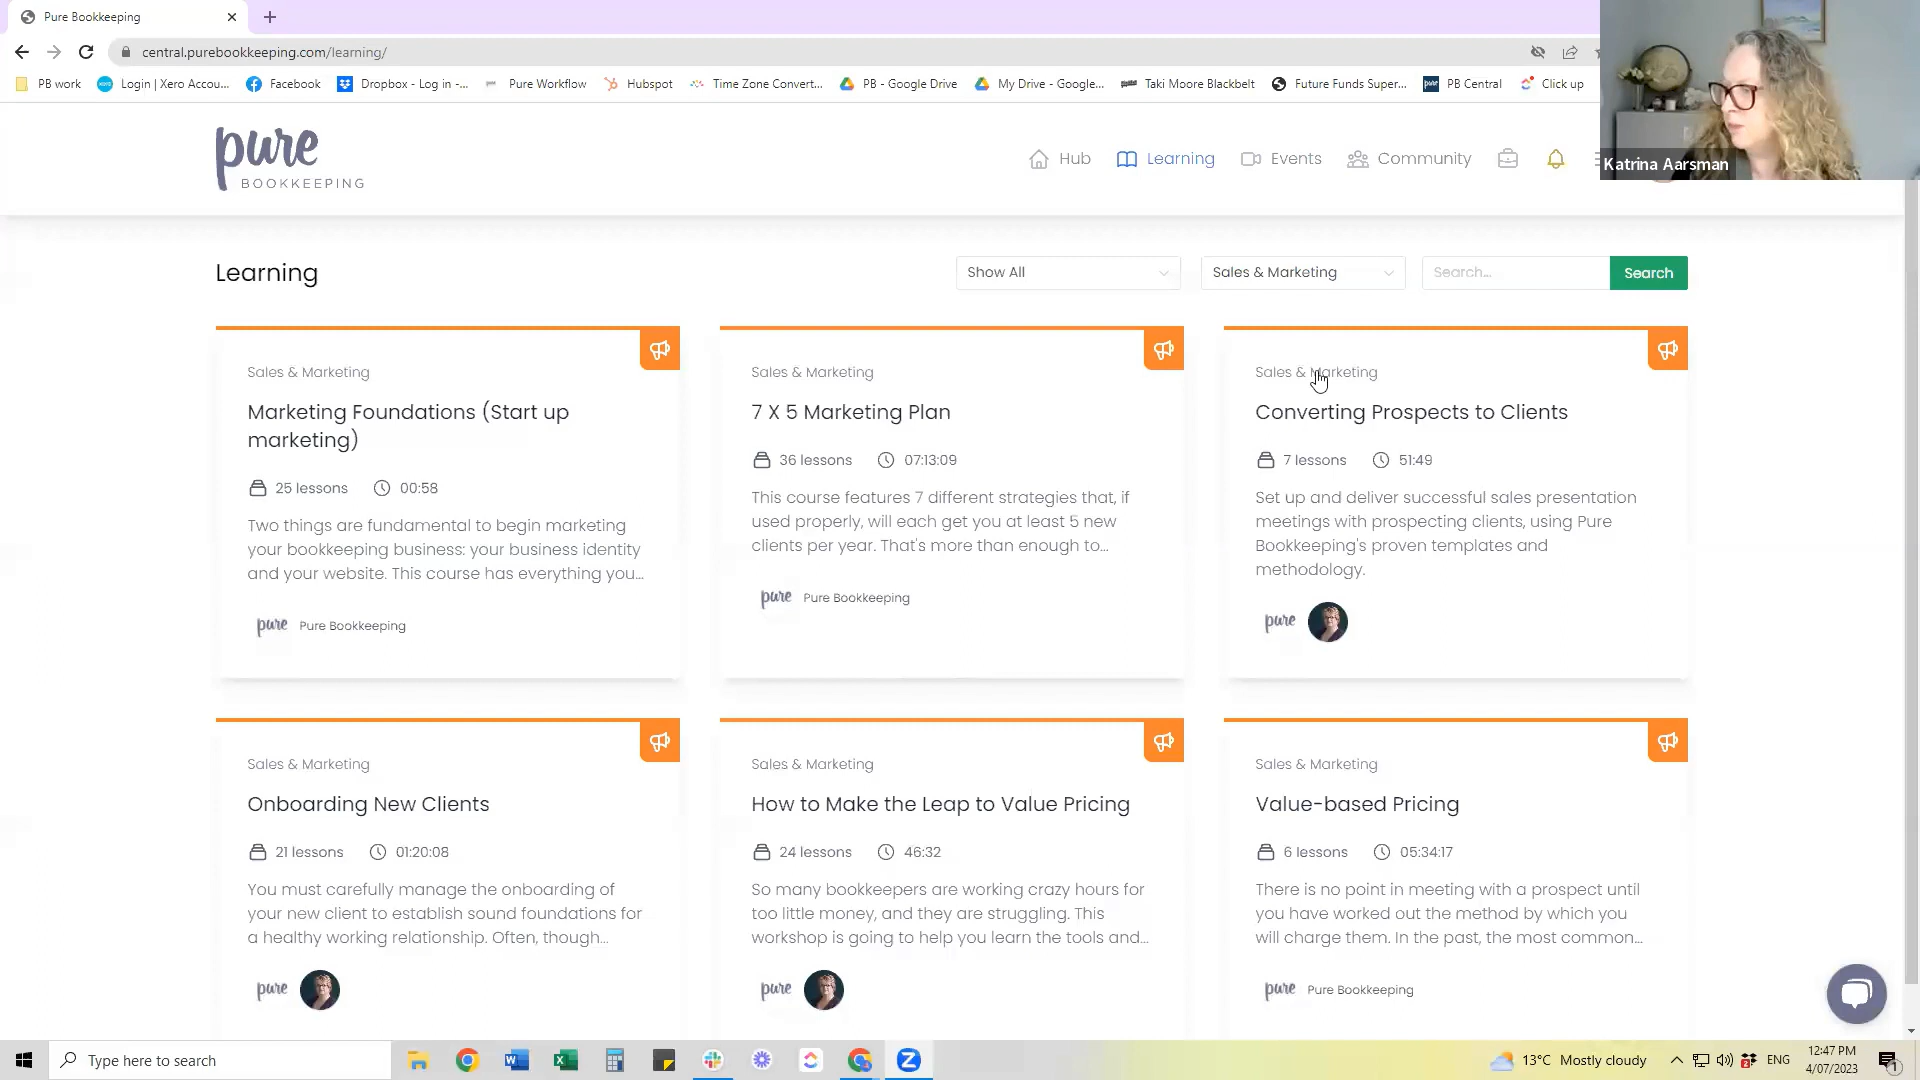 Pure Bookkeeping
central.purebookkeeping.com/learning/
PB work
Login | Xero Accou...
Facebook
Dropbox - Log in -...
Pure Workflow
Hubspot
Time Zone Convert...
PB - Google Drive
My Drive - Google...
Taki Moore Blackbelt
Future Funds Super...
PB Central
Click up
Katrina Aarsman
pure
BOOKKEEPING
Hub
Learning
Events
Community
Learning
Show All
Sales & Marketing
Search...
Search
Sales & Marketing
Marketing Foundations (Start up
marketing)
25 lessons
00:58
Two things are fundamental to begin marketing
your bookkeeping business: your business identity
and your website. This course has everything you...
pure
Pure Bookkeeping
Sales & Marketing
7 X 5 Marketing Plan
36 lessons
07:13:09
This course features 7 different strategies that, if
used properly, will each get you at least 5 new
clients per year. That's more than enough to...
pure
Pure Bookkeeping
Sales & Marketing
Converting Prospects to Clients
7 lessons
51:49
Set up and deliver successful sales presentation
meetings with prospecting clients, using Pure
Bookkeeping's proven templates and
methodology.
pure
Sales & Marketing
Onboarding New Clients
21 lessons
01:20:08
You must carefully manage the onboarding of
your new client to establish sound foundations for
a healthy working relationship. Often, though...
pure
Sales & Marketing
How to Make the Leap to Value Pricing
24 lessons
46:32
So many bookkeepers are working crazy hours for
too little money, and they are struggling. This
workshop is going to help you learn the tools and...
pure
Sales & Marketing
Value-based Pricing
6 lessons
05:34:17
There is no point in meeting with a prospect until
you have worked out the method by which you
will charge them. In the past, the most common...
pure
Pure Bookkeeping
Type here to search
13°C Mostly cloudy
ENG
12:47 PM
4/07/2023